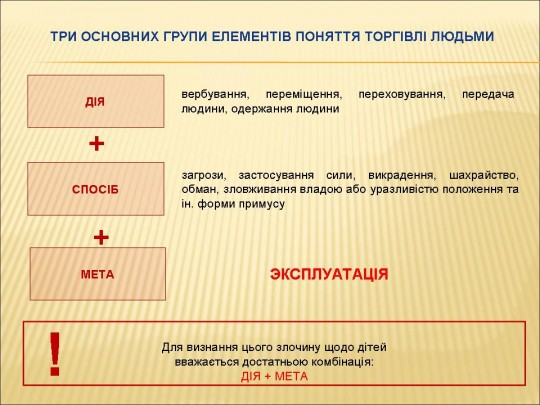 ТРИ ОСНОВНИХ ГРУПИ ЕЛЕМЕНТІВ ПОНЯТТЯ ТОРГІВЛІ ЛЮДЬМИ
ДІЯ
вербування, переміщення, переховування, передача
людини, одержання людини
+
СПОСІБ
загрози, застосування сили, викрадення, шахрайство,
обман, зловживання владою або уразливістю положення та
ін. форми примусу
+
МЕТА
ЭКСПЛУАТАЦІЯ
!
Для визнання цього злочину щодо дітей
вважається достатньою комбінація:
ДІЯ + МЕТА